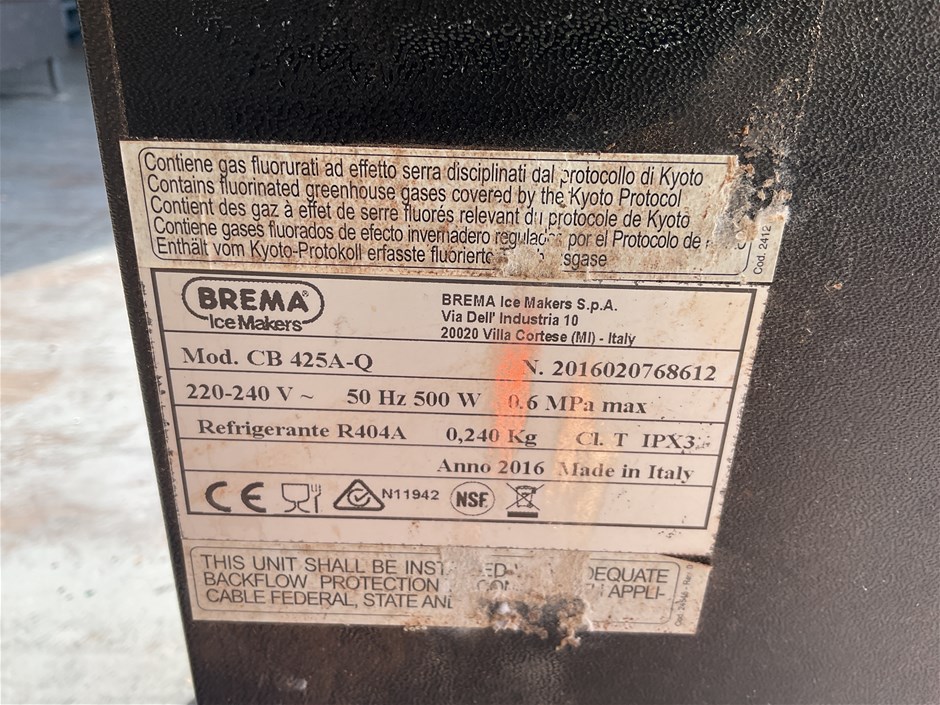 Contiene gas fluorurati ad effetto serra disciplinati dal protocollo di Kyoto
Contains fluorinated greenhouse gases covered by the Kyoto Protocol
Contient des gaz à effet de serre fluorés relevant du protocole de Kyoto
Contiene gases fluorados de efecto invernadero por el Protocolo de
Enthält vom Kyoto-Protokoll erfasste
Cod. 2412
BREMA®
Ice Makers
BREMA Ice Makers S.p.A.
Via Dell' Industria 10
20020 Villa Cortese (MI) - Italy
Mod. CB 425A-Q N. 2016020768612
220-240 V ~ 50 Hz 500 W 0.6 MPa max
Refrigerante R404A 0,240 Kg Cl. T IPX3
Anno 2016 Made in Italy
CE N11942 NSF
THIS UNIT SHALL BE
BACKFLOW PROTECTION
CABLE FEDERAL, STATE APPLI-